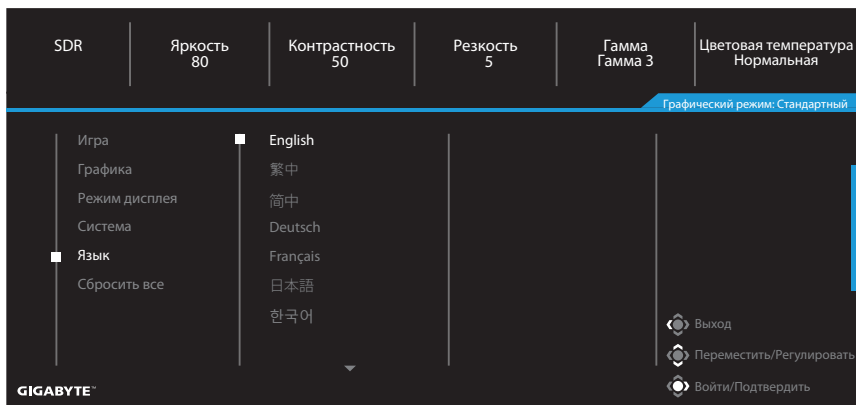 SDR
Яркость
80
Контрастность
50
Резкость
5
Гамма
Гамма 3
Цветовая температура
Нормальная
Графический режим: Стандартный
Игра
Графика
Режим дисплея
Система
Язык
Сбросить все
English
繁中
简中
Deutsch
Français
日本語
한국어
Выход
Переместить/Регулировать
Войти/Подтвердить
GIGABYTE™